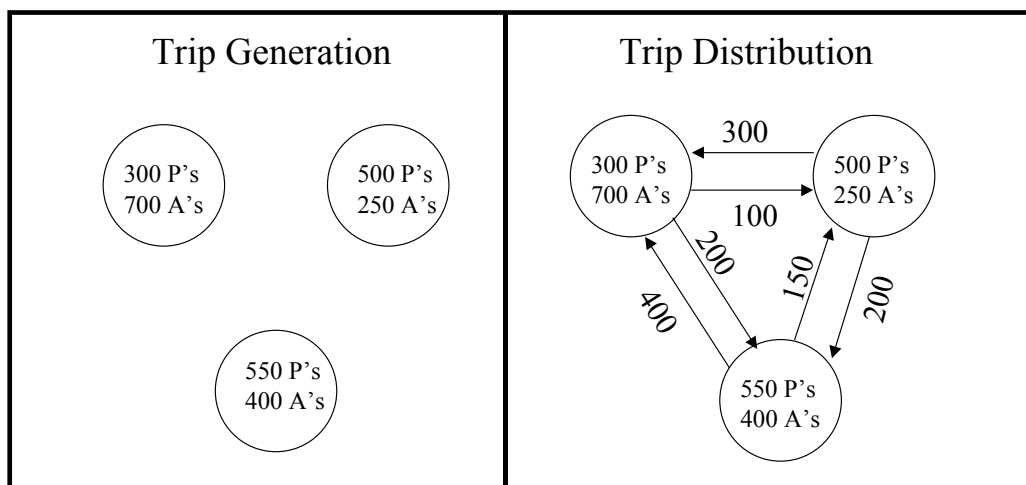 Trip Generation
300 P's
700 A's
500 P's
250 A's
550 P's
400 A's
Trip Distribution
300
300 P's
700 A's
500 P's
250 A's
100
200
150
200
400
550 P's
400 A's